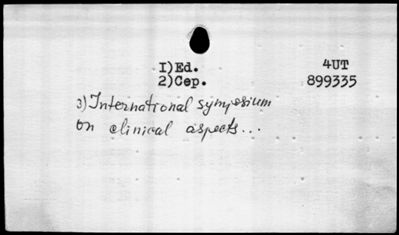 I)Ed.
2)Сер.
4UT
899335
3) International symposium
on clinical aspects...